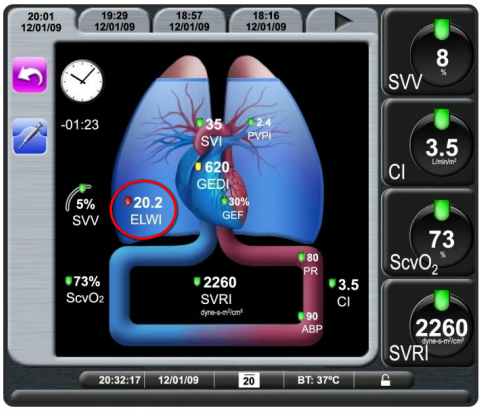 20:01
12/01/09
19:29
12/01/09
18:57
12/01/09
18:16
12/01/09
-01:23
5%
SVV
73%
ScvO2
35
SVI
2.4
PVPI
620
GEDI
30%
GEF
20.2
ELWI
2260
SVRI
dyne-s-m²/cm⁵
80
PR
90
ABP
3.5
CI
8
%
SVV
3.5
L/min/m²
CI
73
%
ScvO2
2260
dyne-s-m²/cm⁵
SVRI
20:32:17 12/01/09 20 BT: 37ºC